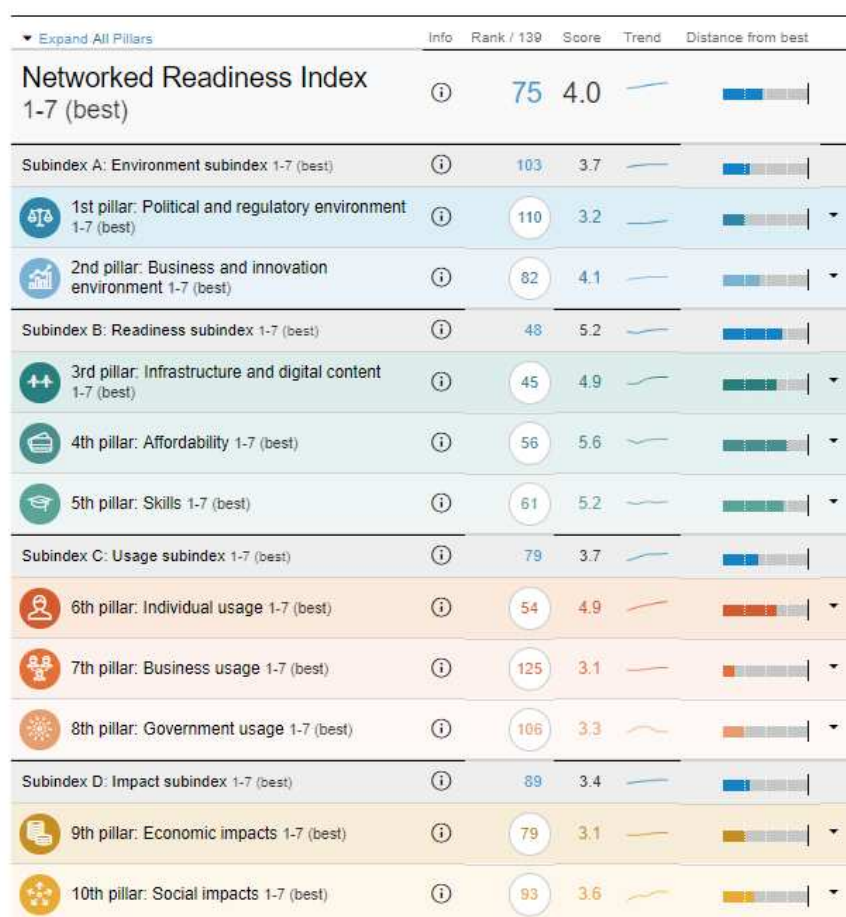 Expand All Pillars Info Rank / 139 Score Trend Distance from best
Networked Readiness Index
1-7 (best)
75 4.0
Subindex A: Environment subindex 1-7 (best) 103 3.7
1st pillar: Political and regulatory environment
1-7 (best)
110 3.2
2nd pillar: Business and innovation
environment 1-7 (best)
82 4.1
Subindex B: Readiness subindex 1-7 (best) 48 5.2
3rd pillar: Infrastructure and digital content
1-7 (best)
45 4.9
4th pillar: Affordability 1-7 (best) 56 5.6
5th pillar: Skills 1-7 (best) 61 5.2
Subindex C: Usage subindex 1-7 (best) 79 3.7
6th pillar: Individual usage 1-7 (best) 54 4.9
7th pillar: Business usage 1-7 (best) 125 3.1
8th pillar: Government usage 1-7 (best) 106 3.3
Subindex D: Impact subindex 1-7 (best) 89 3.4
9th pillar: Economic impacts 1-7 (best) 79 3.1
10th pillar: Social impacts 1-7 (best) 93 3.6